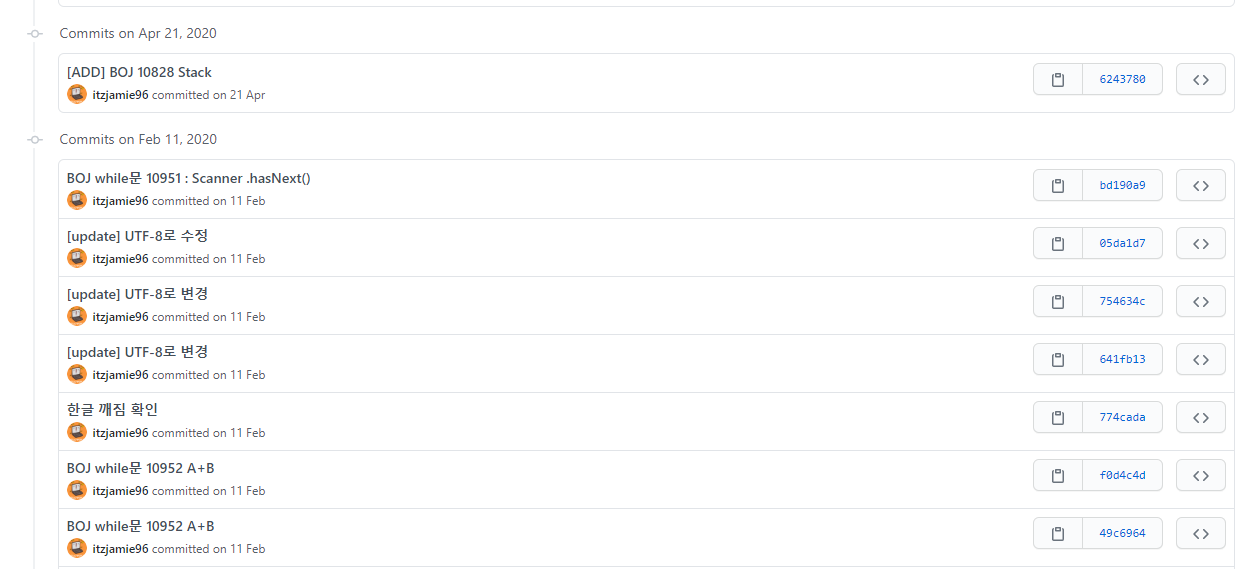 Commits on Apr 21, 2020
[ADD] BOJ 10828 Stack
6243780
itzjamie96 committed on 21 Apr
Commits on Feb 11, 2020
BOJ while문 10951 : Scanner .hasNext()
bd190a9
itzjamie96 committed on 11 Feb
[update] UTF-8로 수정
05da1d7
itzjamie96 committed on 11 Feb
[update] UTF-8로 변경
754634c
itzjamie96 committed on 11 Feb
[update] UTF-8로 변경
641fb13
itzjamie96 committed on 11 Feb
한글 깨짐 확인
774cada
itzjamie96 committed on 11 Feb
BOJ while문 10952 A+B
f0d4c4d
itzjamie96 committed on 11 Feb
BOJ while문 10952 A+B
49c6964
itzjamie96 committed on 11 Feb